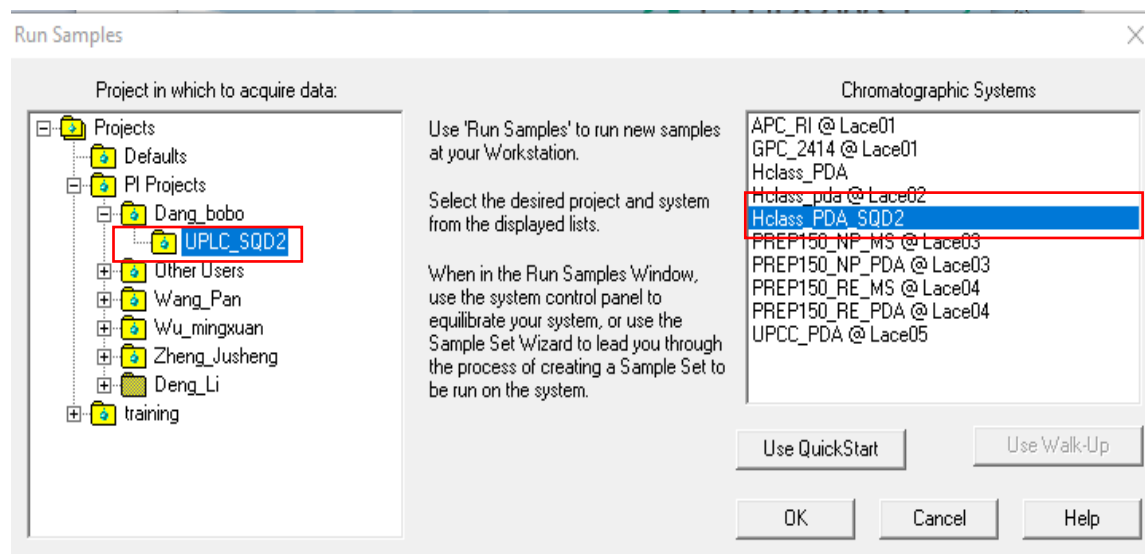 Run Samples
Project in which to acquire data:
Projects
Defaults
PI Projects
Dang_bobo
UPLC_SQD2
Other Users
Wang_Pan
Wu_mingxuan
Zheng_Jusheng
Deng_Li
training
Use 'Run Samples' to run new samples
at your Workstation.
Select the desired project and system
from the displayed lists.
When in the Run Samples Window,
use the system control panel to
equilibrate your system, or use the
Sample Set Wizard to lead you through
the process of creating a Sample Set to
be run on the system.
Chromatographic Systems
APC_RI @ Lace01
GPC_2414 @ Lace01
Hclass_PDA
Hclass_pda @ Lace02
Hclass_PDA_SQD2
PREP150_NP_MS @ Lace03
PREP150_NP_PDA @ Lace03
PREP150_RE_MS @ Lace04
PREP150_RE_PDA @ Lace04
UPCC_PDA @ Lace05
Use QuickStart
Use Walk-Up
OK
Cancel
Help